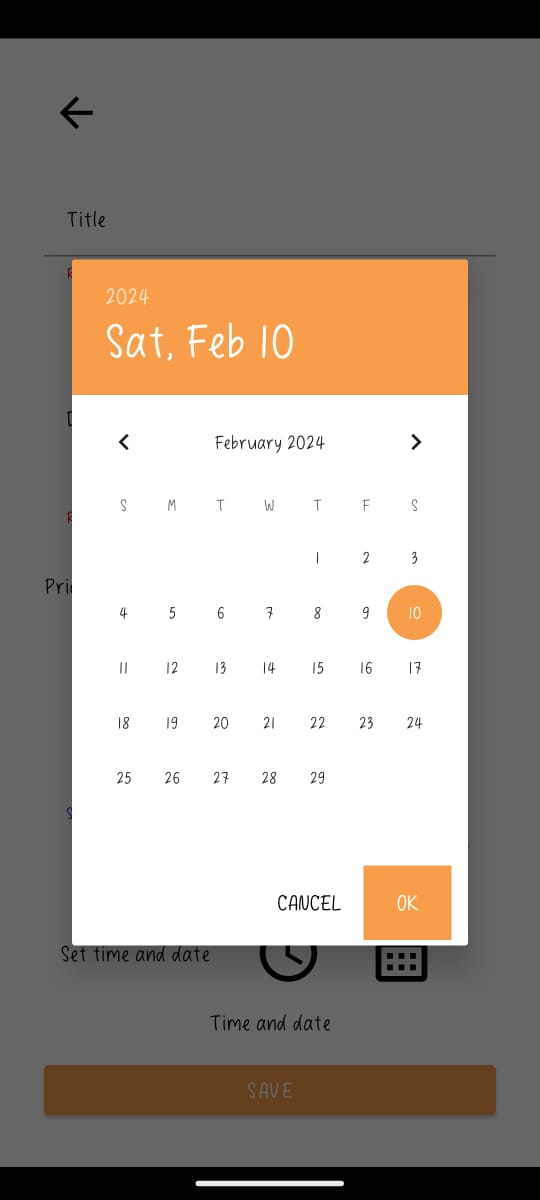 Title
2024
Sat, Feb 10
February 2024
S M T W T F S
1 2 3
4 5 6 7 8 9 10
11 12 13 14 15 16 17
18 19 20 21 22 23 24
25 26 27 28 29
CANCEL OK
Set time and date
Time and date
SAVE